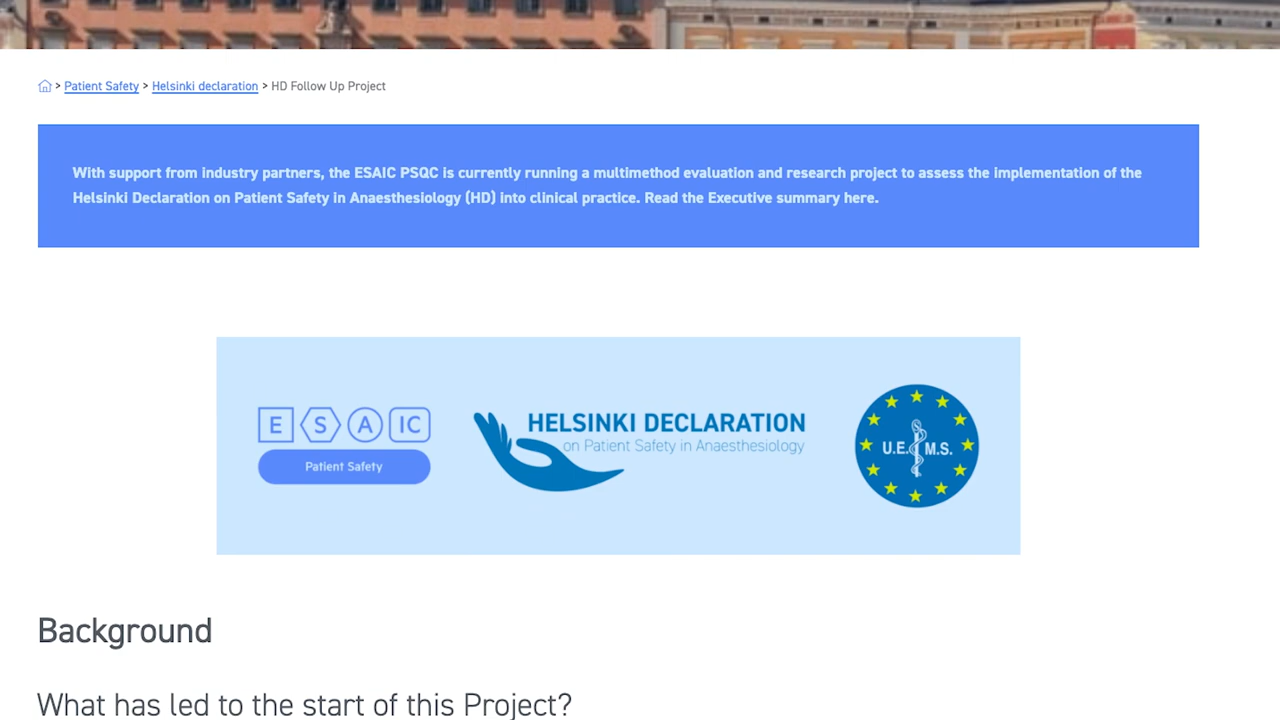 > Patient Safety > Helsinki declaration > HD Follow Up Project
With support from industry partners, the ESAIC PSQC is currently running a multimethod evaluation and research project to assess the implementation of the
Helsinki Declaration on Patient Safety in Anaesthesiology (HD) into clinical practice. Read the Executive summary here.
E S A IC
Patient Safety
HELSINKI DECLARATION
on Patient Safety in Anaesthesiology
U.E. M.S.
Background
What has led to the start of this Project?